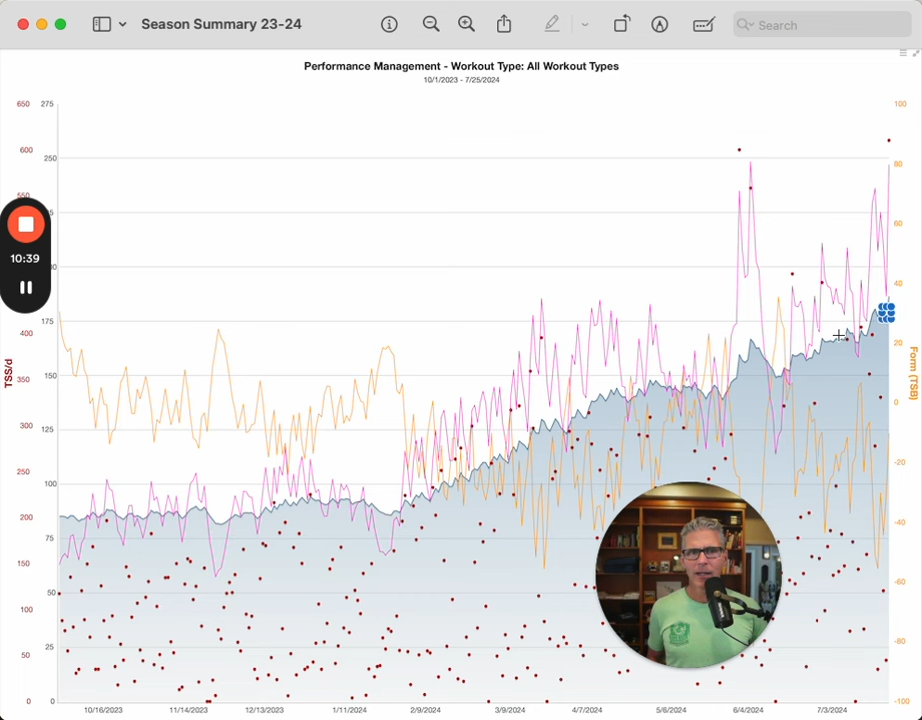 Season Summary 23-24
Search
Performance Management - Workout Type: All Workout Types
10/1/2023 - 7/25/2024
650 275 100
600 250 80
60
10:39
40
400 175 20
TSS/d
350 150 0
Form (TSB)
300 125
250 100 -20
200 75 -40
150 50 -60
100 25 -80
50
0 0 -100
10/16/2023 11/14/2023 12/13/2023 1/11/2024 2/9/2024 3/9/2024 4/7/2024 5/6/2024 6/4/2024 7/3/2024